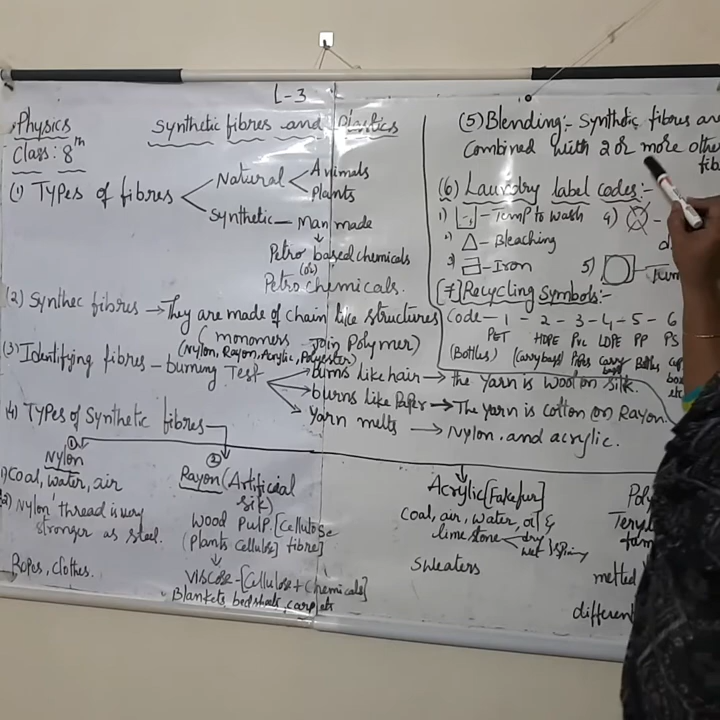 L-3
Physics
Synthetic fibres and Plastics
Class: 8th
(1) Types of fibres
Natural
Animals
Plants
Synthetic — Man made
Petro based chemicals
(or)
Petro chemicals.
(2) Synthec fibres → They are made of chain like structures
(monomers Join Polymer)
(Nylon, Rayon, Acrylic, Polyester)
(3) Identifying fibres — burning Test
burns like hair → the yarn is wool or silk.
burns like Paper → The yarn is cotton or Rayon.
Yarn melts → Nylon and acrylic.
(4) Types of Synthetic fibres
①
Nylon
1) Coal, water, air
(2) Nylon thread is very
stronger as steel.
Ropes, clothes.
②
Rayon (Artificial
silk)
Wood Pulp. [Cellulose
(Plants Cellulos) fibre]
Viscose - [Cellulose + Chemicals]
Blankets, bedsheets, carpets
Acrylic [Fake fur]
Coal, air, water, oil &
limestone
dry
wet
Sweaters
melted
different
(5) Blending:- Synthetic fibres are
Combined with 2 or more other
(6) Laundry label Codes:-
1) - Temp to wash
2) - Bleaching
3) - Iron
4) -
5)
[7] Recycling Symbols:-
Code - 1 - 2 - 3 - 4 - 5 - 6
PET HDPE PVC LDPE PP PS
(Bottles) (Carrybags) Pipes Carry bags Bottles
etc